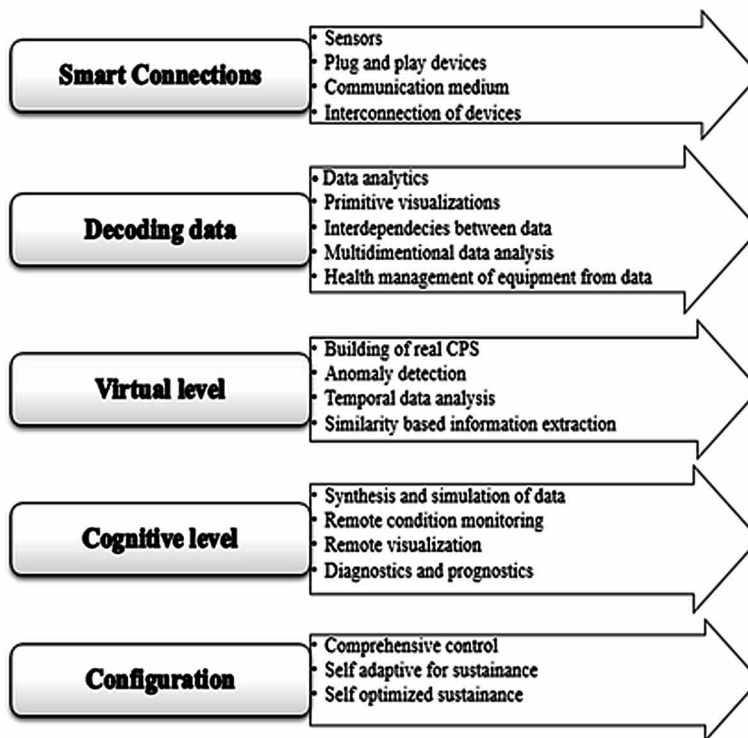 Smart Connections
• Sensors
• Plug and play devices
• Communication medium
• Interconnection of devices
Decoding data
• Data analytics
• Primitive visualizations
• Interdependecies between data
• Multidimentional data analysis
• Health management of equipment from data
Virtual level
• Building of real CPS
• Anomaly detection
• Temporal data analysis
• Similarity based information extraction
Cognitive level
• Synthesis and simulation of data
• Remote condition monitoring
• Remote visualization
• Diagnostics and prognostics
Configuration
• Comprehensive control
• Self adaptive for sustainance
• Self optimized sustainance